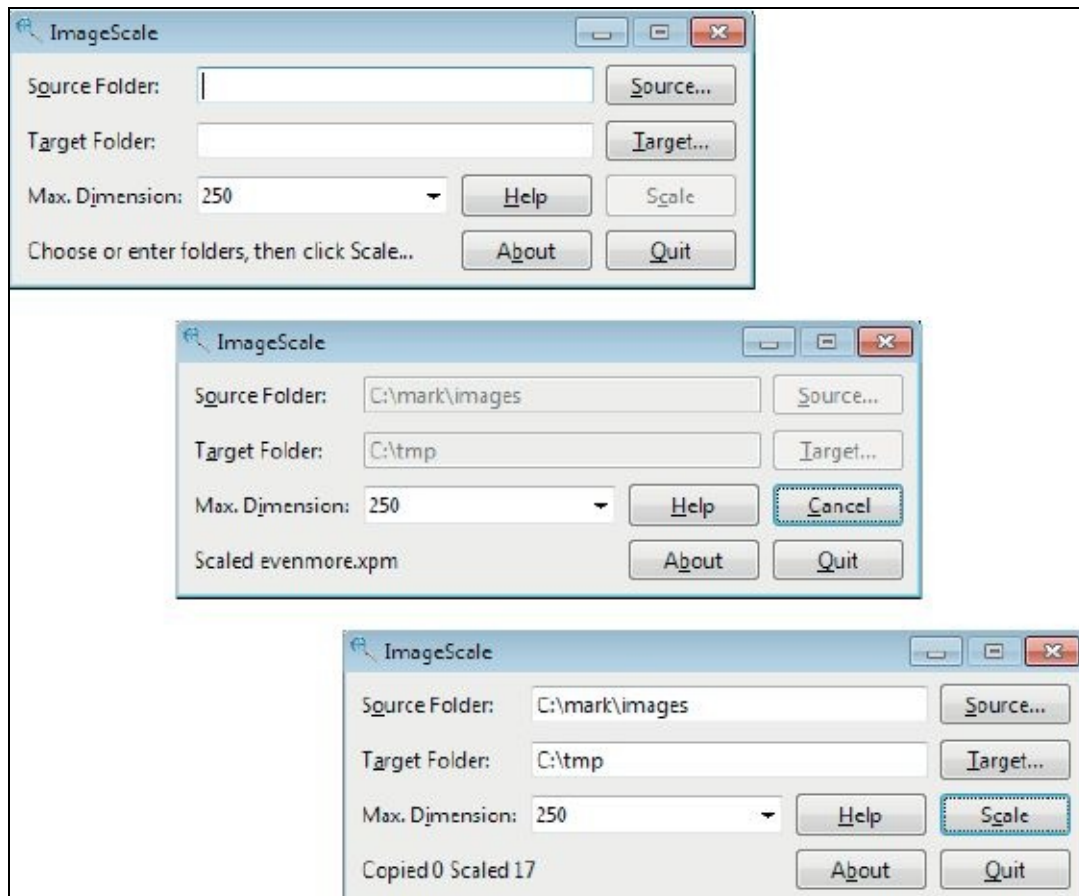 ImageScale
Source Folder: Source...
Target Folder: Target...
Max. Dimension: 250 Help Scale
Choose or enter folders, then click Scale... About Quit
ImageScale
Source Folder: C:\mark\images Source...
Target Folder: C:\tmp Target...
Max. Dimension: 250 Help Cancel
Scaled evenmore.xpm About Quit
ImageScale
Source Folder: C:\mark\images Source...
Target Folder: C:\tmp Target...
Max. Dimension: 250 Help Scale
Copied 0 Scaled 17 About Quit